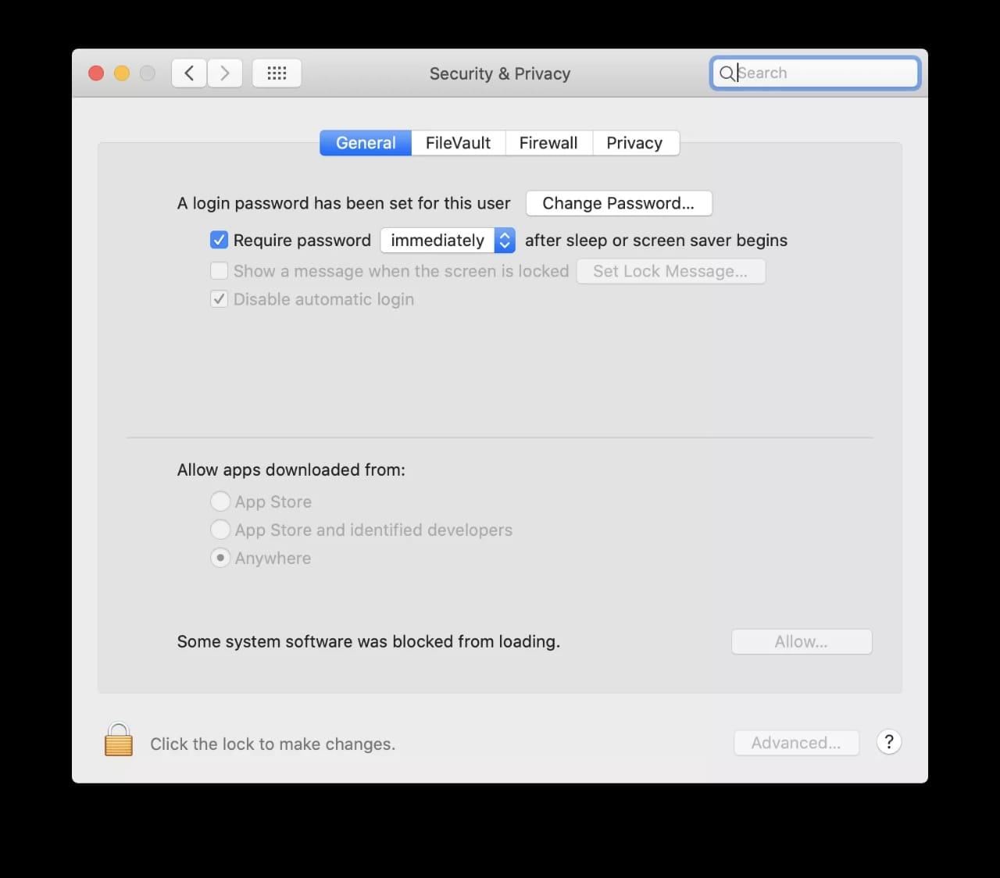 Security & Privacy
Search
General FileVault Firewall Privacy
A login password has been set for this user Change Password...
Require password immediately after sleep or screen saver begins
Show a message when the screen is locked Set Lock Message...
Disable automatic login
Allow apps downloaded from:
App Store
App Store and identified developers
Anywhere
Some system software was blocked from loading. Allow...
Click the lock to make changes. Advanced... ?